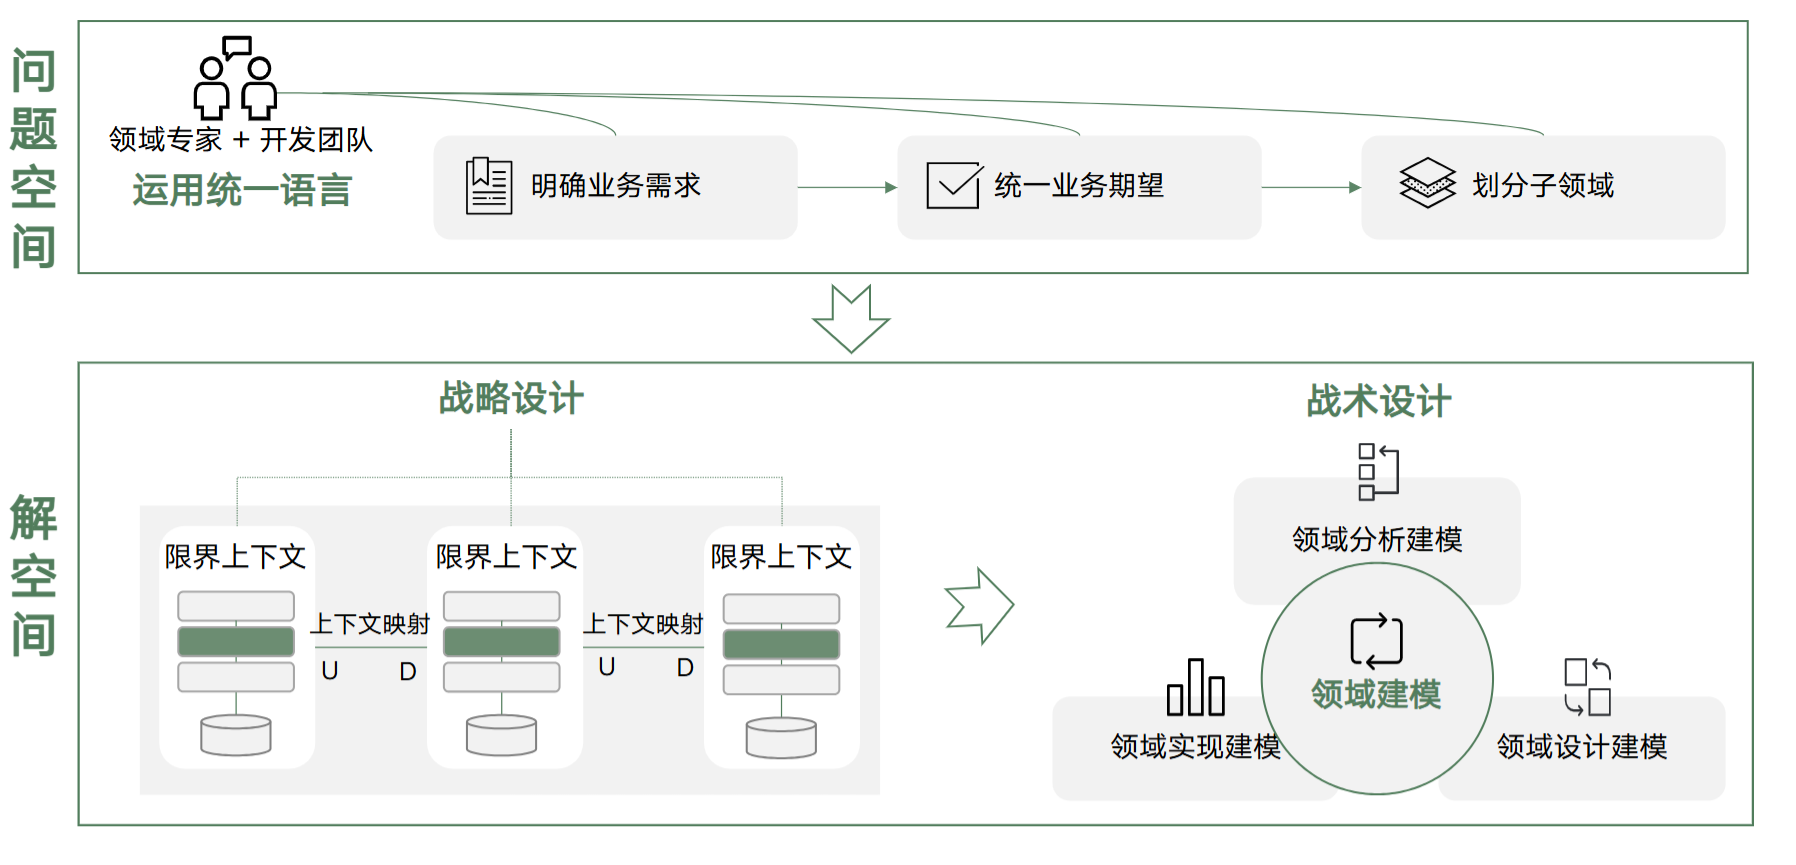 问题空间
领域专家 + 开发团队
运用统一语言
明确业务需求
统一业务期望
划分子领域
解空间
战略设计
限界上下文
限界上下文
限界上下文
上下文映射
U D
上下文映射
U D
战术设计
领域分析建模
领域建模
领域实现建模
领域设计建模